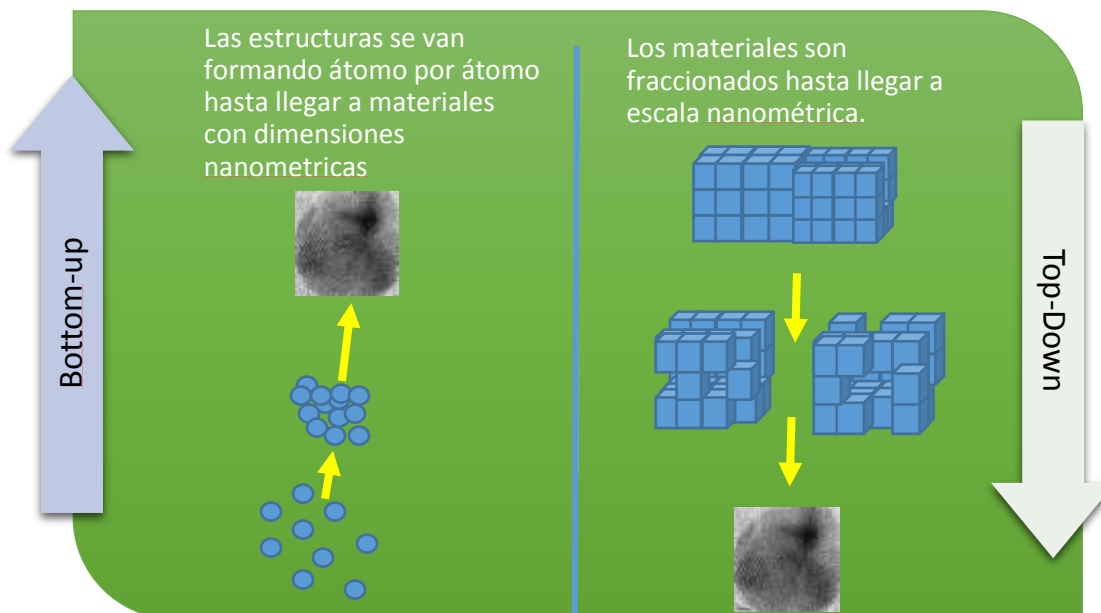 Las estructuras se van
formando átomo por átomo
hasta llegar a materiales
con dimensiones
nanometricas
Los materiales son
fraccionados hasta llegar a
escala nanométrica.
Bottom-up
Top-Down